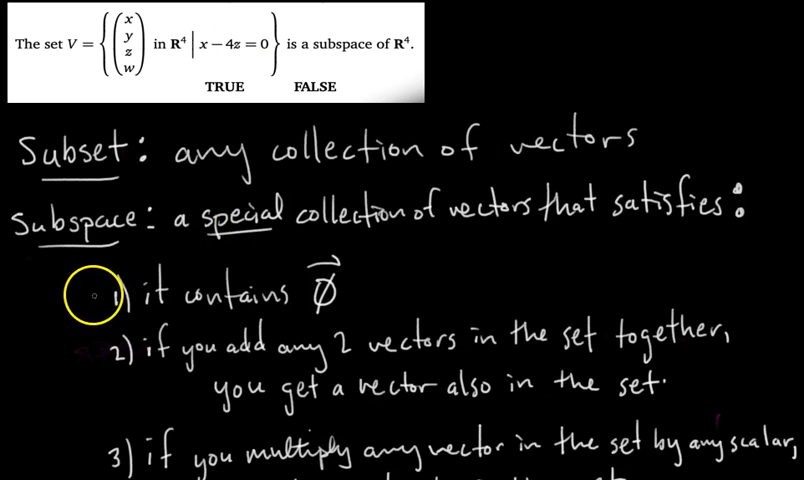 The set V = { ( x y z w ) in R⁴ | x − 4z = 0 } is a subspace of R⁴.
TRUE FALSE
Subset: any collection of vectors
Subspace: a special collection of vectors that satisfies:
1) it contains 0⃗
2) if you add any 2 vectors in the set together,
you get a vector also in the set.
3) if you multiply any vector in the set by any scalar,